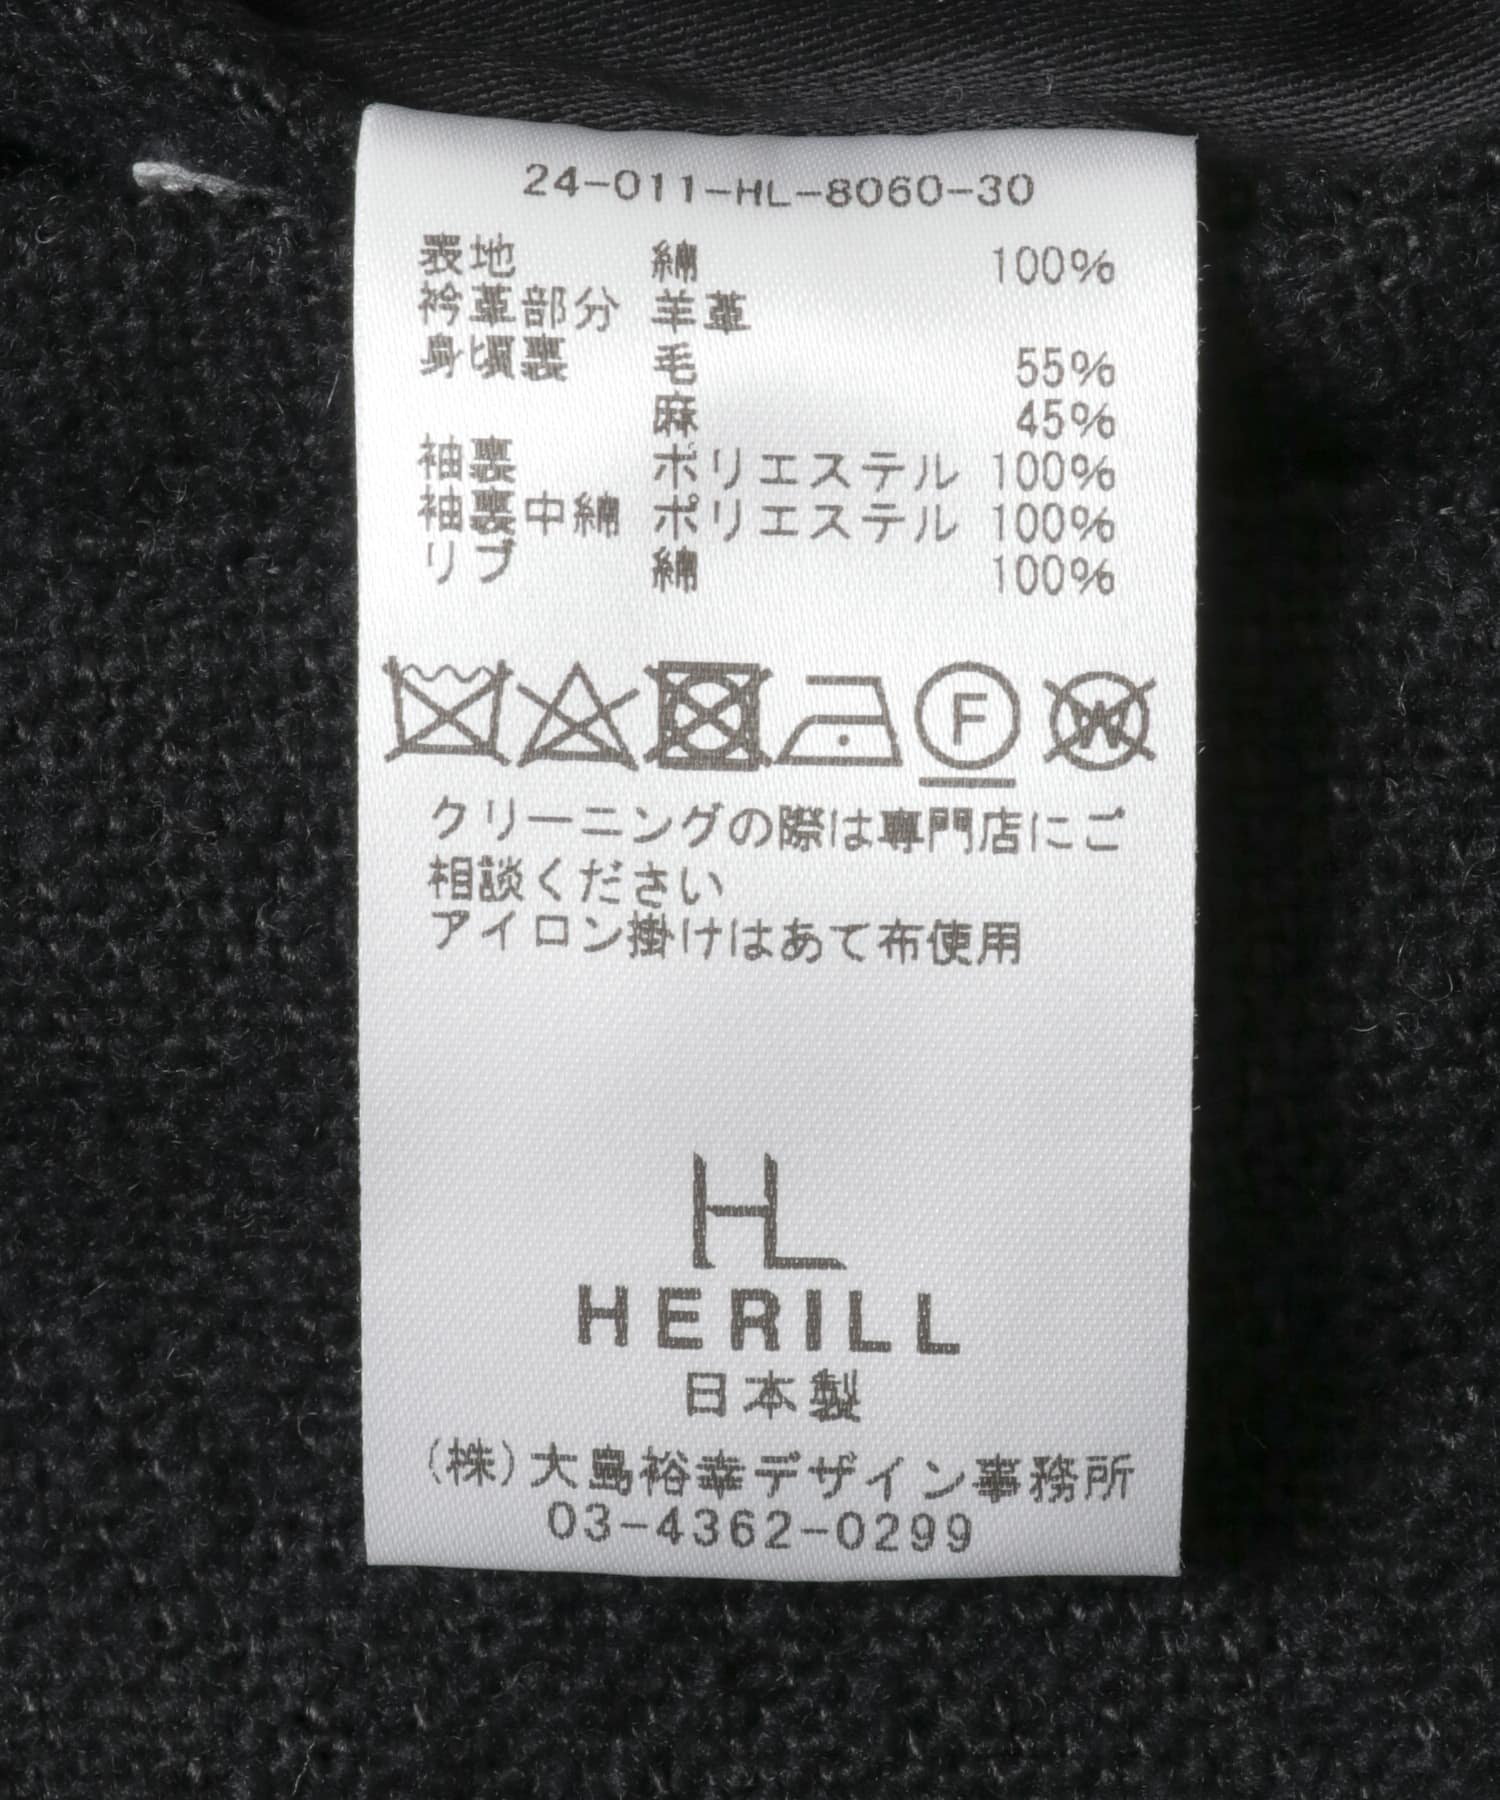 24-011-HL-8060-30
表地 綿 100%
衿革部分 羊革
身頃裏 毛 55%
麻 45%
袖裏 ポリエステル 100%
袖裏中綿 ポリエステル 100%
リブ 綿 100%
F W
クリーニングの際は専門店にご
相談ください
アイロン掛けはあて布使用
HL
HERILL
日本製
(株)大島裕幸デザイン事務所
03-4362-0299